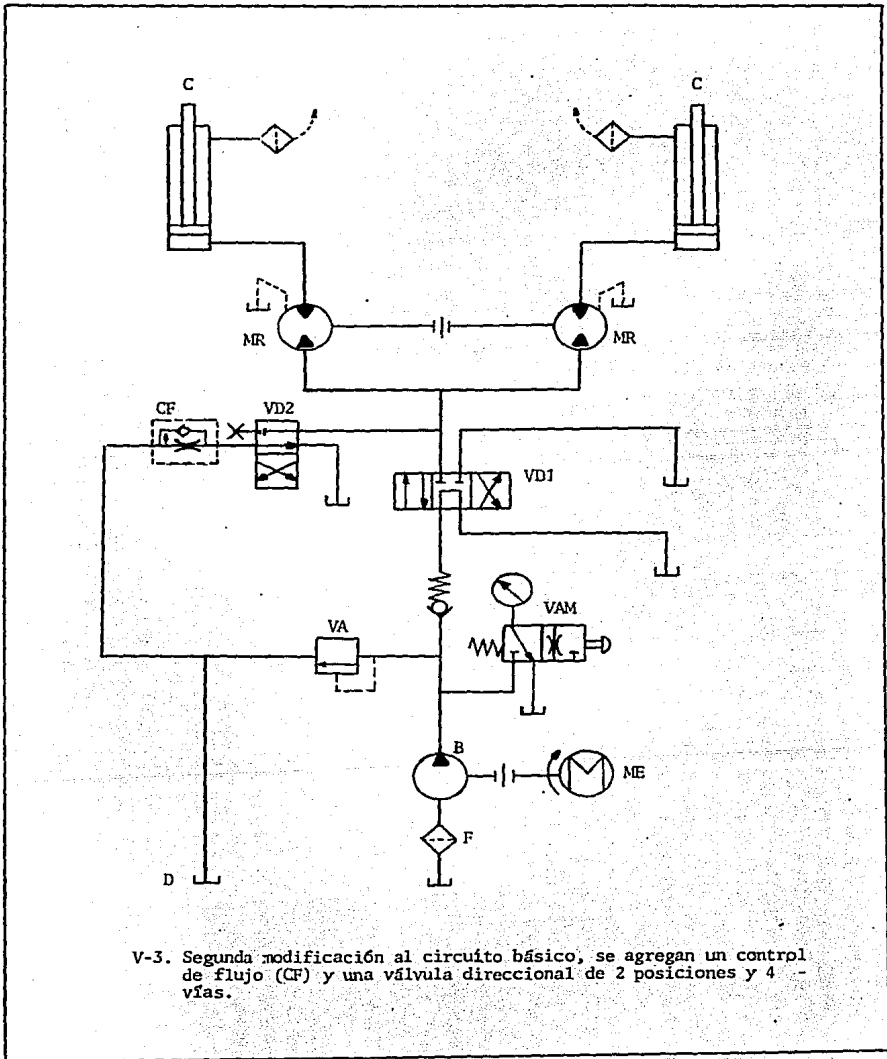 C
C
MR
MR
CF
VD2
VD1
VA
VAM
B
ME
F
D
V-3. Segunda modificación al circuíto básico, se agregan un control
de flujo (CF) y una válvula direccional de 2 posiciones y 4 -
vías.